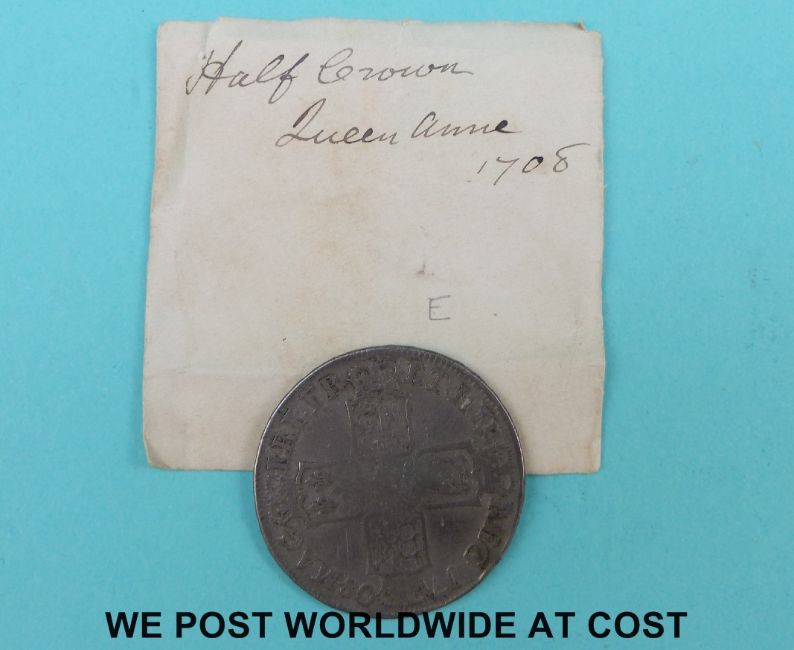 Half Crown
Queen Anne
1708
E
WE POST WORLDWIDE AT COST